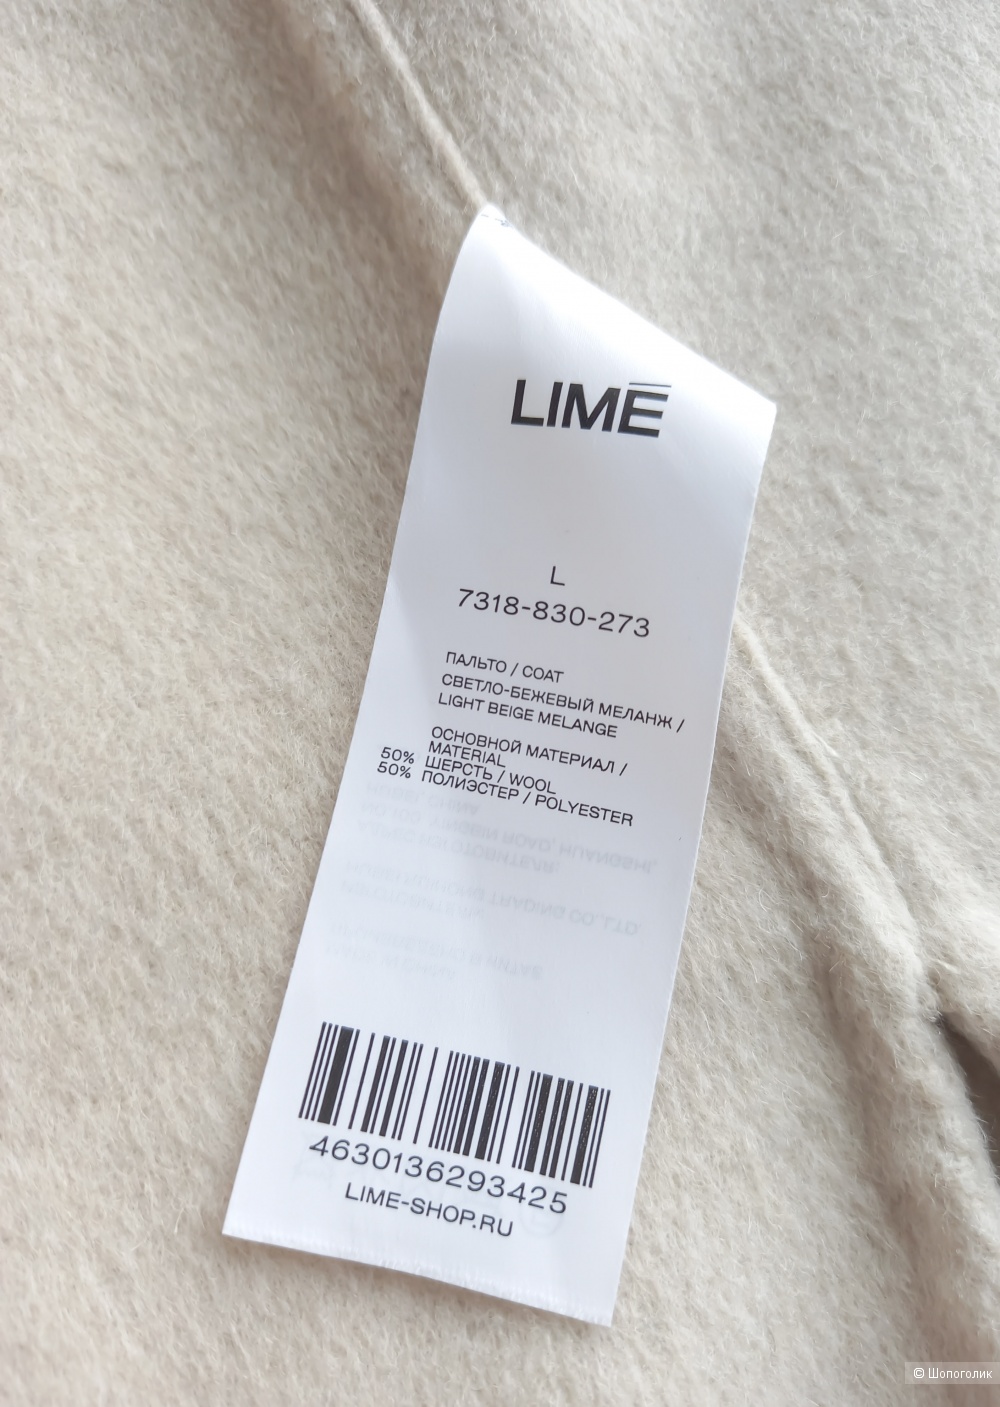 LIMĒ
L
7318-830-273
ПАЛЬТО / COAT
СВЕТЛО-БЕЖЕВЫЙ МЕЛАНЖ /
LIGHT BEIGE MELANGE
ОСНОВНОЙ МАТЕРИАЛ /
MATERIAL
50% ШЕРСТЬ / WOOL
50% ПОЛИЭСТЕР / POLYESTER
4630136293425
LIME-SHOP.RU
© Шопоголик